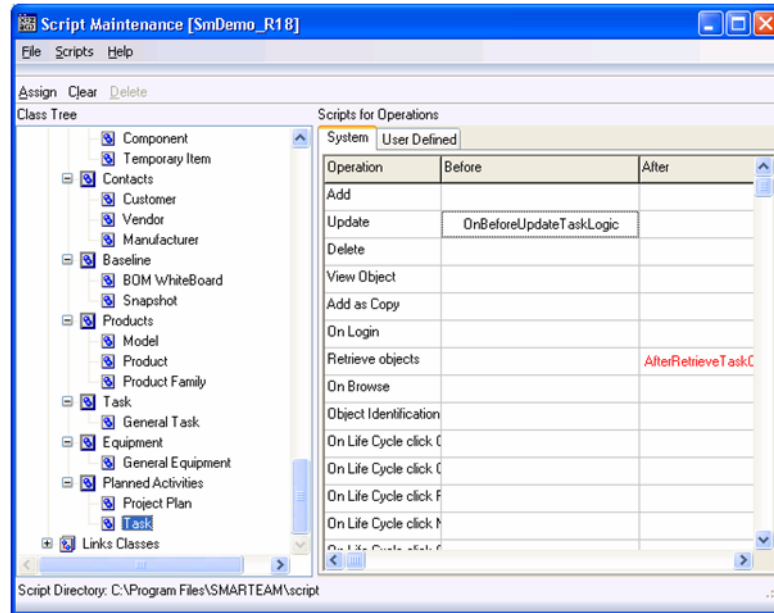 Script Maintenance [SmDemo_R18]
File Scripts Help
Assign Clear Delete
Class Tree
Scripts for Operations
Component
Temporary Item
Contacts
Customer
Vendor
Manufacturer
Baseline
BOM WhiteBoard
Snapshot
Products
Model
Product
Product Family
Task
General Task
Equipment
General Equipment
Planned Activities
Project Plan
Task
Links Classes
System User Defined
Operation Before After
Add
Update OnBeforeUpdateTaskLogic
Delete
View Object
Add as Copy
On Login
Retrieve objects AfterRetrieveTaskC
On Browse
Object Identification
On Life Cycle click C
On Life Cycle click C
On Life Cycle click F
On Life Cycle click N
Script Directory: C:\Program Files\SMARTEAM\script